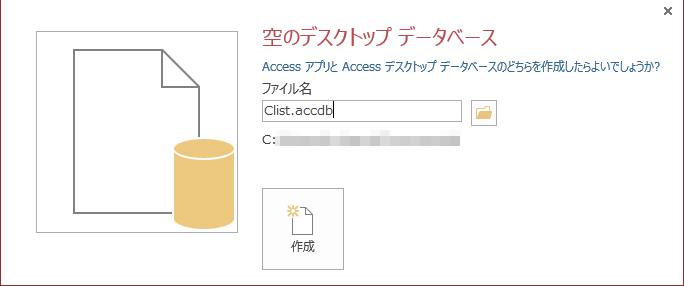 空のデスクトップ データベース
Access アプリと Access デスクトップ データベースのどちらを作成したらよいでしょうか?
ファイル名
Clist.accdb
C:
作成